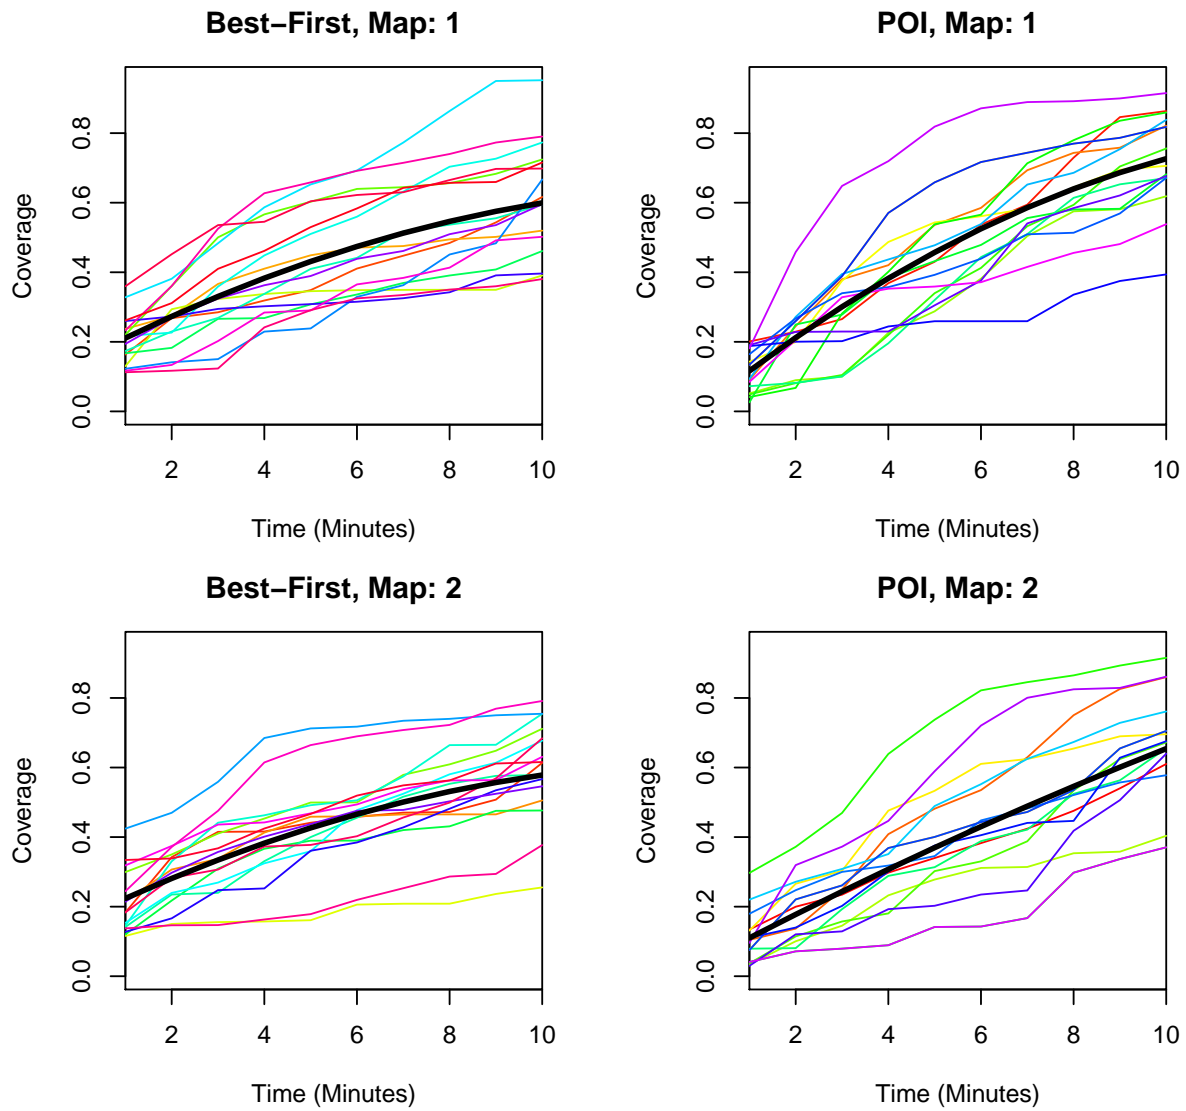 Best−First, Map: 1
Coverage
0.0 0.2 0.4 0.6 0.8
2 4 6 8 10
Time (Minutes)
POI, Map: 1
Coverage
0.0 0.2 0.4 0.6 0.8
2 4 6 8 10
Time (Minutes)
Best−First, Map: 2
Coverage
0.0 0.2 0.4 0.6 0.8
2 4 6 8 10
Time (Minutes)
POI, Map: 2
Coverage
0.0 0.2 0.4 0.6 0.8
2 4 6 8 10
Time (Minutes)